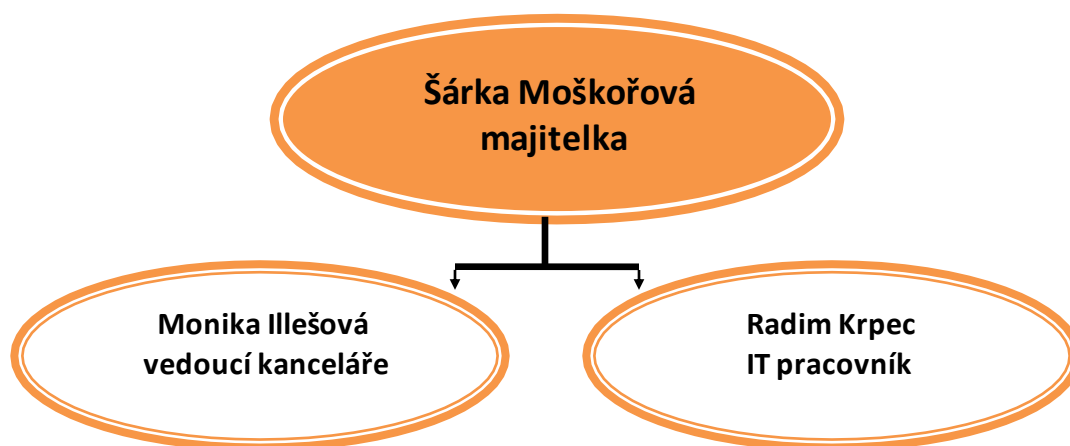 Šárka Moškořová
majitelka
Monika Illešová
vedoucí kanceláře
Radim Krpec
IT pracovník